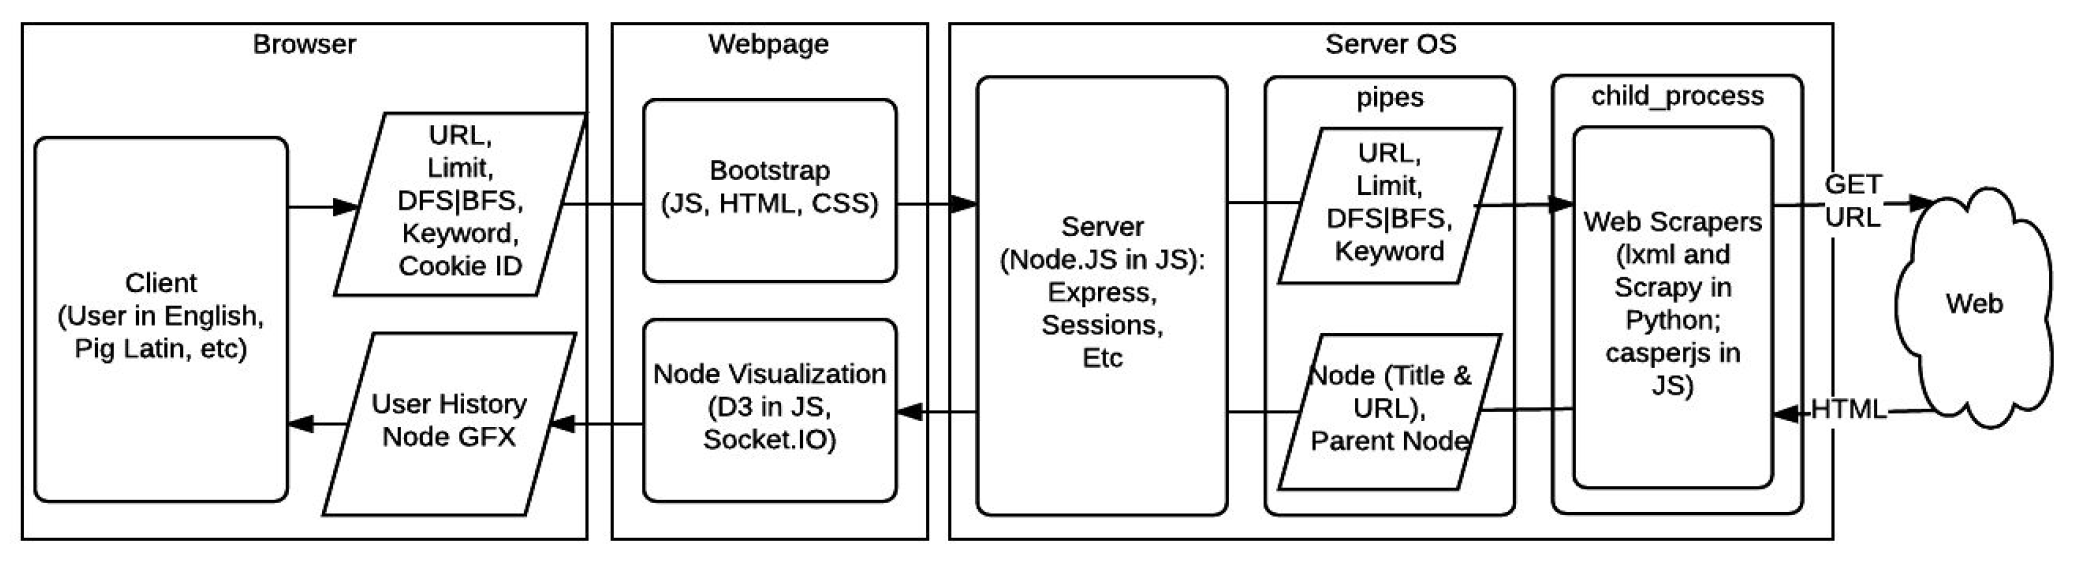 Browser
Client
(User in English,
Pig Latin, etc)
URL,
Limit,
DFS|BFS,
Keyword,
Cookie ID
User History
Node GFX
Webpage
Bootstrap
(JS, HTML, CSS)
Node Visualization
(D3 in JS,
Socket.IO)
Server OS
Server
(Node.JS in JS):
Express,
Sessions,
Etc
pipes
URL,
Limit,
DFS|BFS,
Keyword
Node (Title &
URL),
Parent Node
child_process
Web Scrapers
(lxml and
Scrapy in
Python;
casperjs in
JS)
GET
URL
HTML
Web